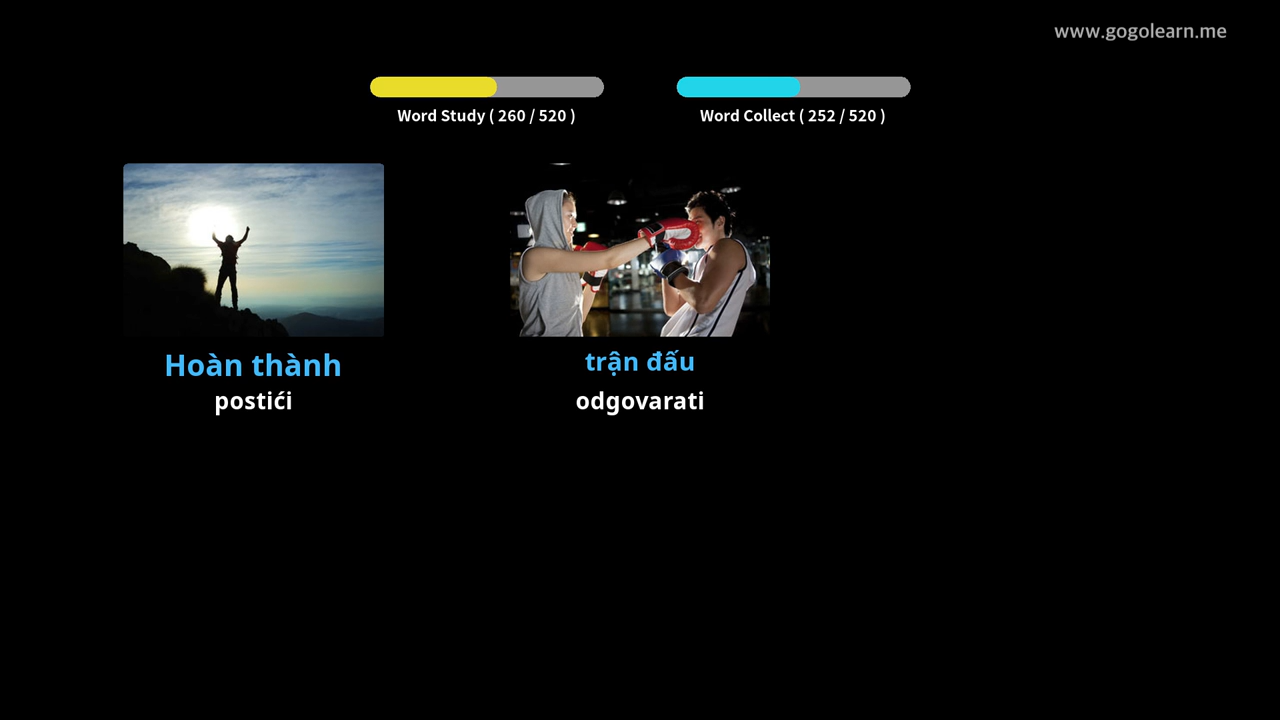 www.gogolearn.me
Word Study ( 260 / 520 )
Word Collect ( 252 / 520 )
Hoàn thành
postići
trận đấu
odgovarati